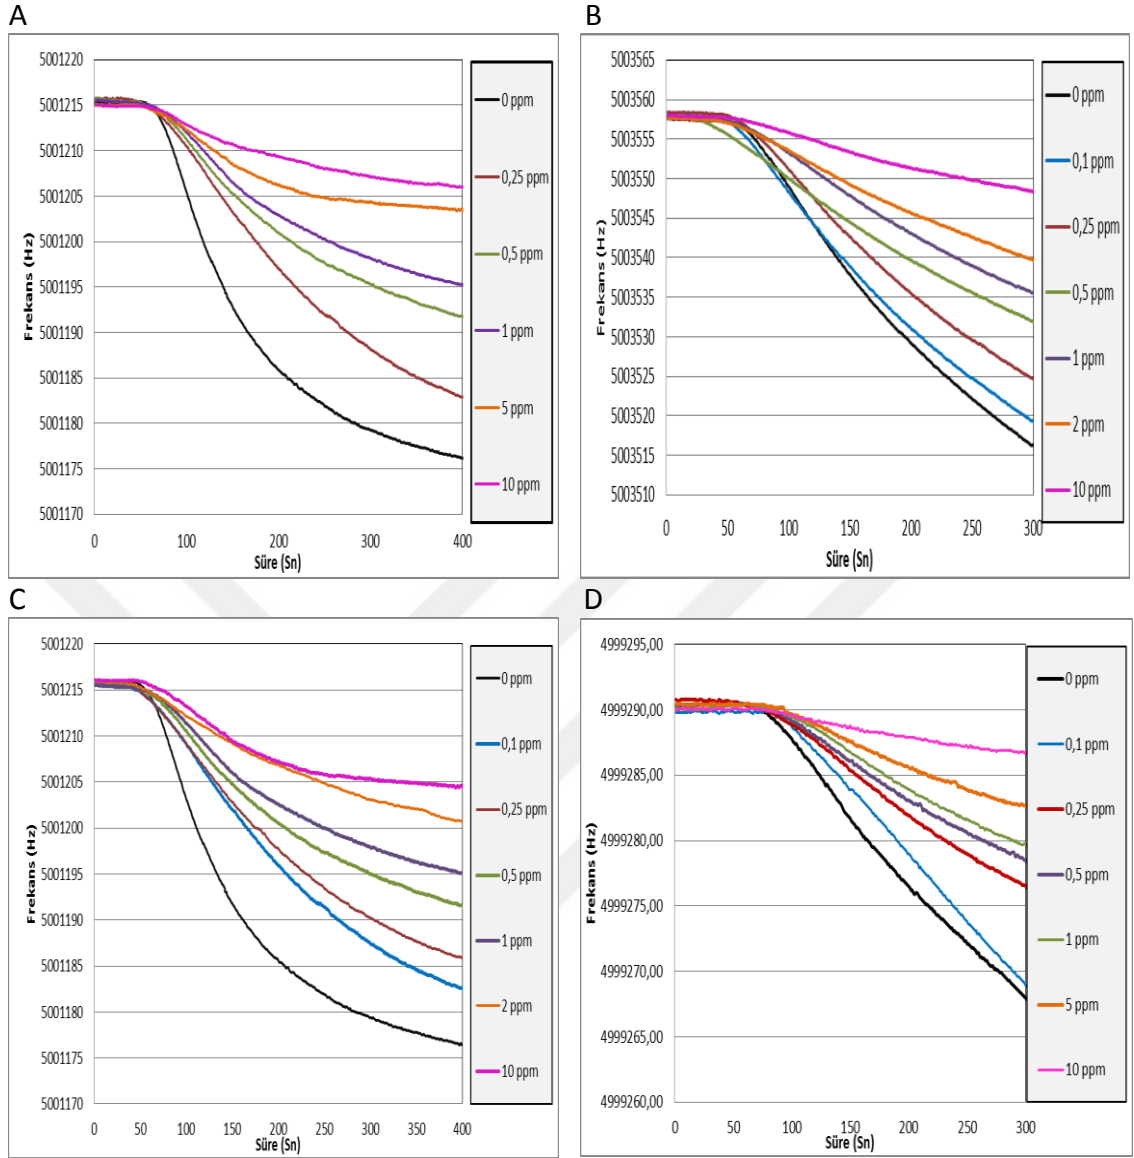 A
5001220
5001215
5001210
5001205
5001200
5001195
5001190
5001185
5001180
5001175
5001170
Frekans (Hz)
0 100 200 300 400
Süre (Sn)
0 ppm
0,25 ppm
0,5 ppm
1 ppm
5 ppm
10 ppm
B
5003565
5003560
5003555
5003550
5003545
5003540
5003535
5003530
5003525
5003520
5003515
5003510
Frekans (Hz)
0 50 100 150 200 250 300
Süre (Sn)
0 ppm
0,1 ppm
0,25 ppm
0,5 ppm
1 ppm
2 ppm
10 ppm
C
5001220
5001215
5001210
5001205
5001200
5001195
5001190
5001185
5001180
5001175
5001170
Frekans (Hz)
0 50 100 150 200 250 300 350 400
Süre (Sn)
0 ppm
0,1 ppm
0,25 ppm
0,5 ppm
1 ppm
2 ppm
10 ppm
D
4999295,00
4999290,00
4999285,00
4999280,00
4999275,00
4999270,00
4999265,00
4999260,00
Frekans (Hz)
0 50 100 150 200 250 300
Süre (Sn)
0 ppm
0,1 ppm
0,25 ppm
0,5 ppm
1 ppm
5 ppm
10 ppm